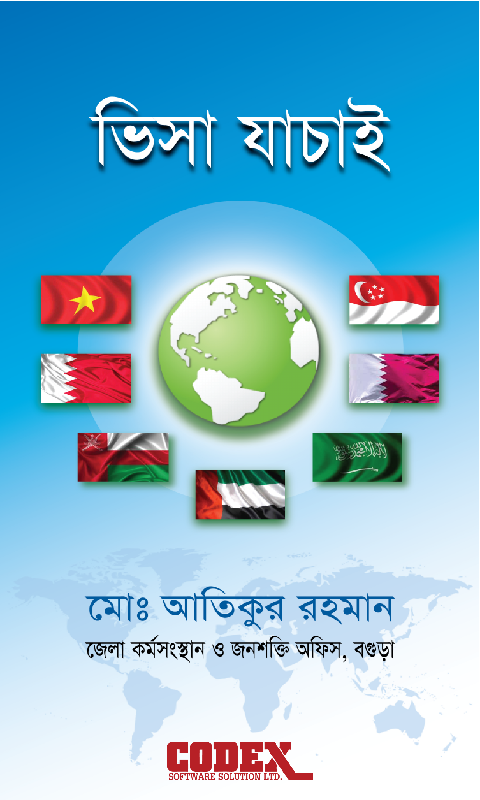 ভিসা যাচাই
মোঃ আতিকুর রহমান
জেলা কর্মসংস্থান ও জনশক্তি অফিস, বগুড়া
CODEX
SOFTWARE SOLUTION LTD.